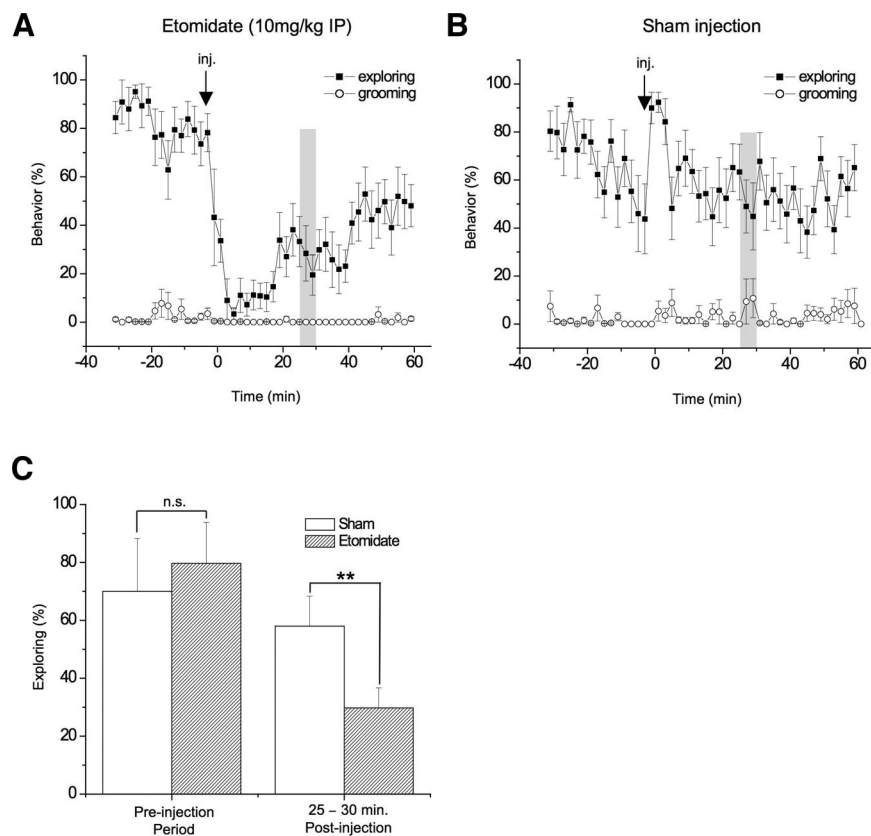 A
Etomidate (10mg/kg IP)
inj.
exploring
grooming
100
80
60
40
20
0
Behavior (%)
-40
-20
0
20
40
60
Time (min)
B
Sham injection
inj.
exploring
grooming
100
80
60
40
20
0
Behavior (%)
-40
-20
0
20
40
60
Time (min)
C
n.s.
Sham
Etomidate
**
100
80
60
40
20
0
Exploring (%)
Pre-injection
Period
25 – 30 min.
Post-injection